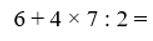 6 + 4 × 7 : 2 =